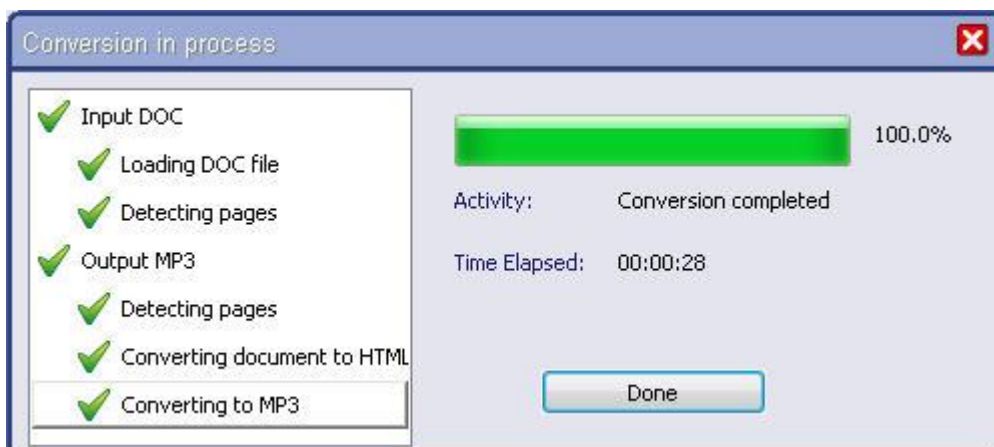 Conversion in process
Input DOC
Loading DOC file
Detecting pages
Output MP3
Detecting pages
Converting document to HTML
Converting to MP3
100.0%
Activity: Conversion completed
Time Elapsed: 00:00:28
Done